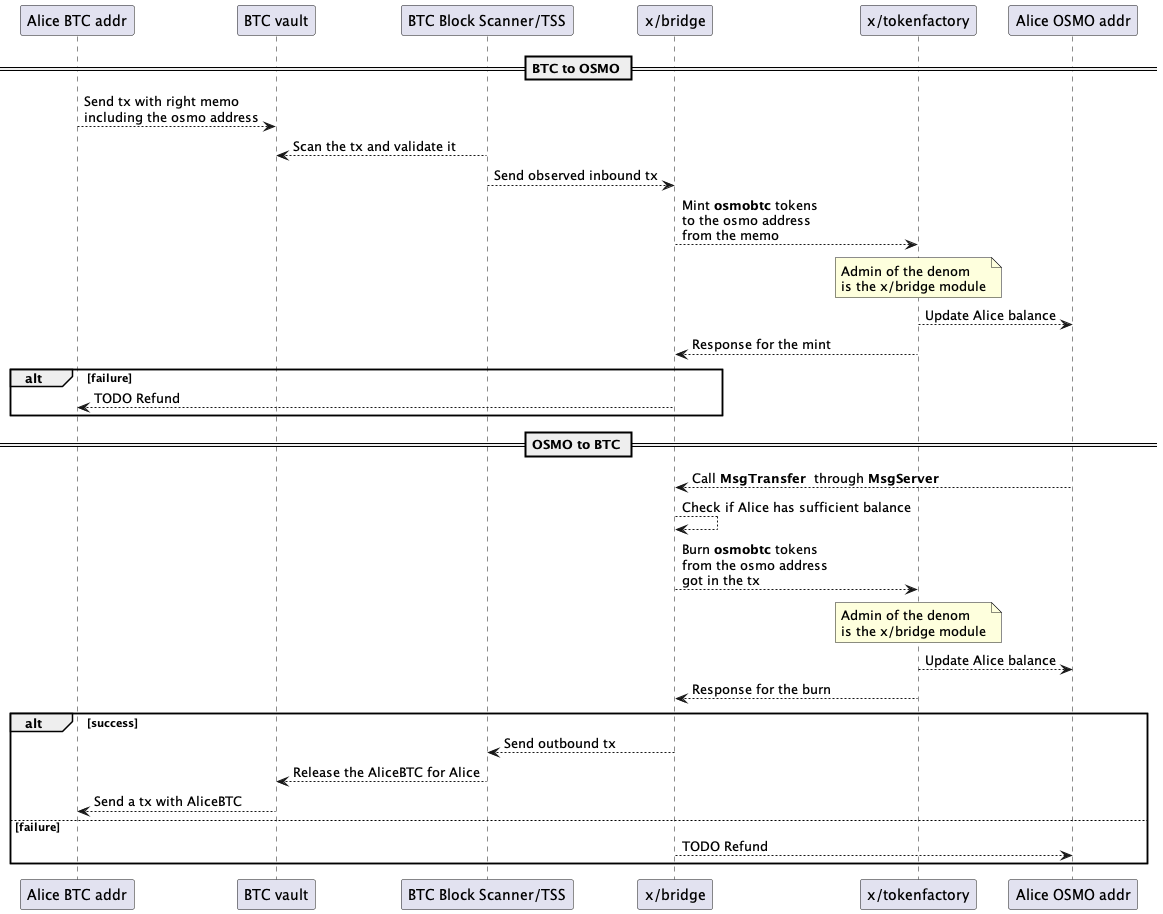 Alice BTC addr
BTC vault
BTC Block Scanner/TSS
x/bridge
x/tokenfactory
Alice OSMO addr
BTC to OSMO
Send tx with right memo
including the osmo address
Scan the tx and validate it
Send observed inbound tx
Mint osmobtc tokens
to the osmo address
from the memo
Admin of the denom
is the x/bridge module
Update Alice balance
Response for the mint
alt
[failure]
TODO Refund
OSMO to BTC
Call MsgTransfer through MsgServer
Check if Alice has sufficient balance
Burn osmobtc tokens
from the osmo address
got in the tx
Admin of the denom
is the x/bridge module
Update Alice balance
Response for the burn
alt
[success]
Send outbound tx
Release the AliceBTC for Alice
Send a tx with AliceBTC
[failure]
TODO Refund
Alice BTC addr
BTC vault
BTC Block Scanner/TSS
x/bridge
x/tokenfactory
Alice OSMO addr